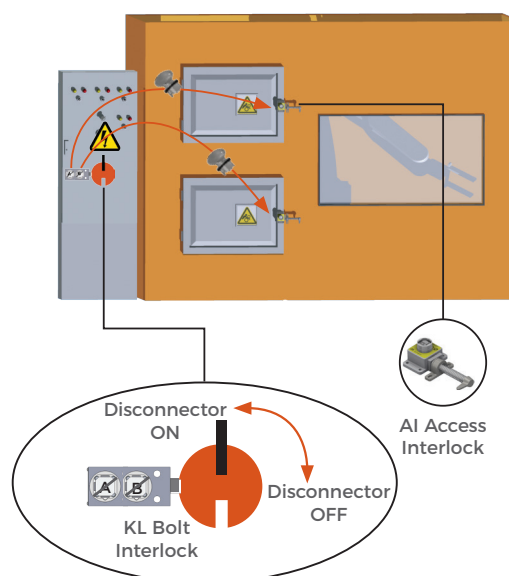 Disconnector
ON
A B
Disconnector
OFF
KL Bolt
Interlock
AI Access
Interlock